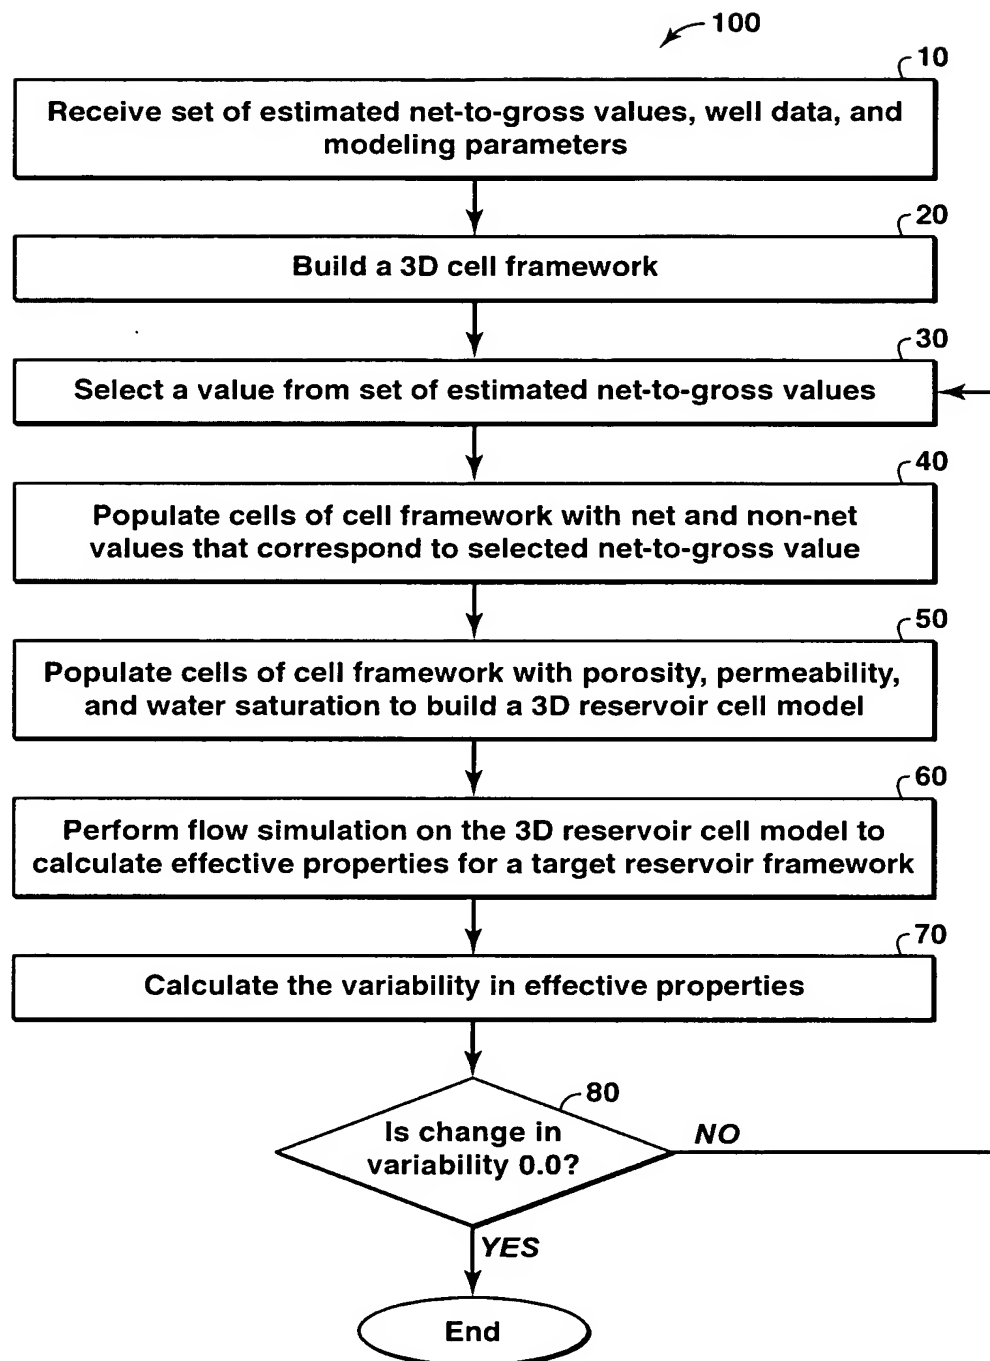 100
10
Receive set of estimated net-to-gross values, well data, and
modeling parameters
20
Build a 3D cell framework
30
Select a value from set of estimated net-to-gross values
40
Populate cells of cell framework with net and non-net
values that correspond to selected net-to-gross value
50
Populate cells of cell framework with porosity, permeability,
and water saturation to build a 3D reservoir cell model
60
Perform flow simulation on the 3D reservoir cell model to
calculate effective properties for a target reservoir framework
70
Calculate the variability in effective properties
80
Is change in
variability 0.0?
NO
YES
End